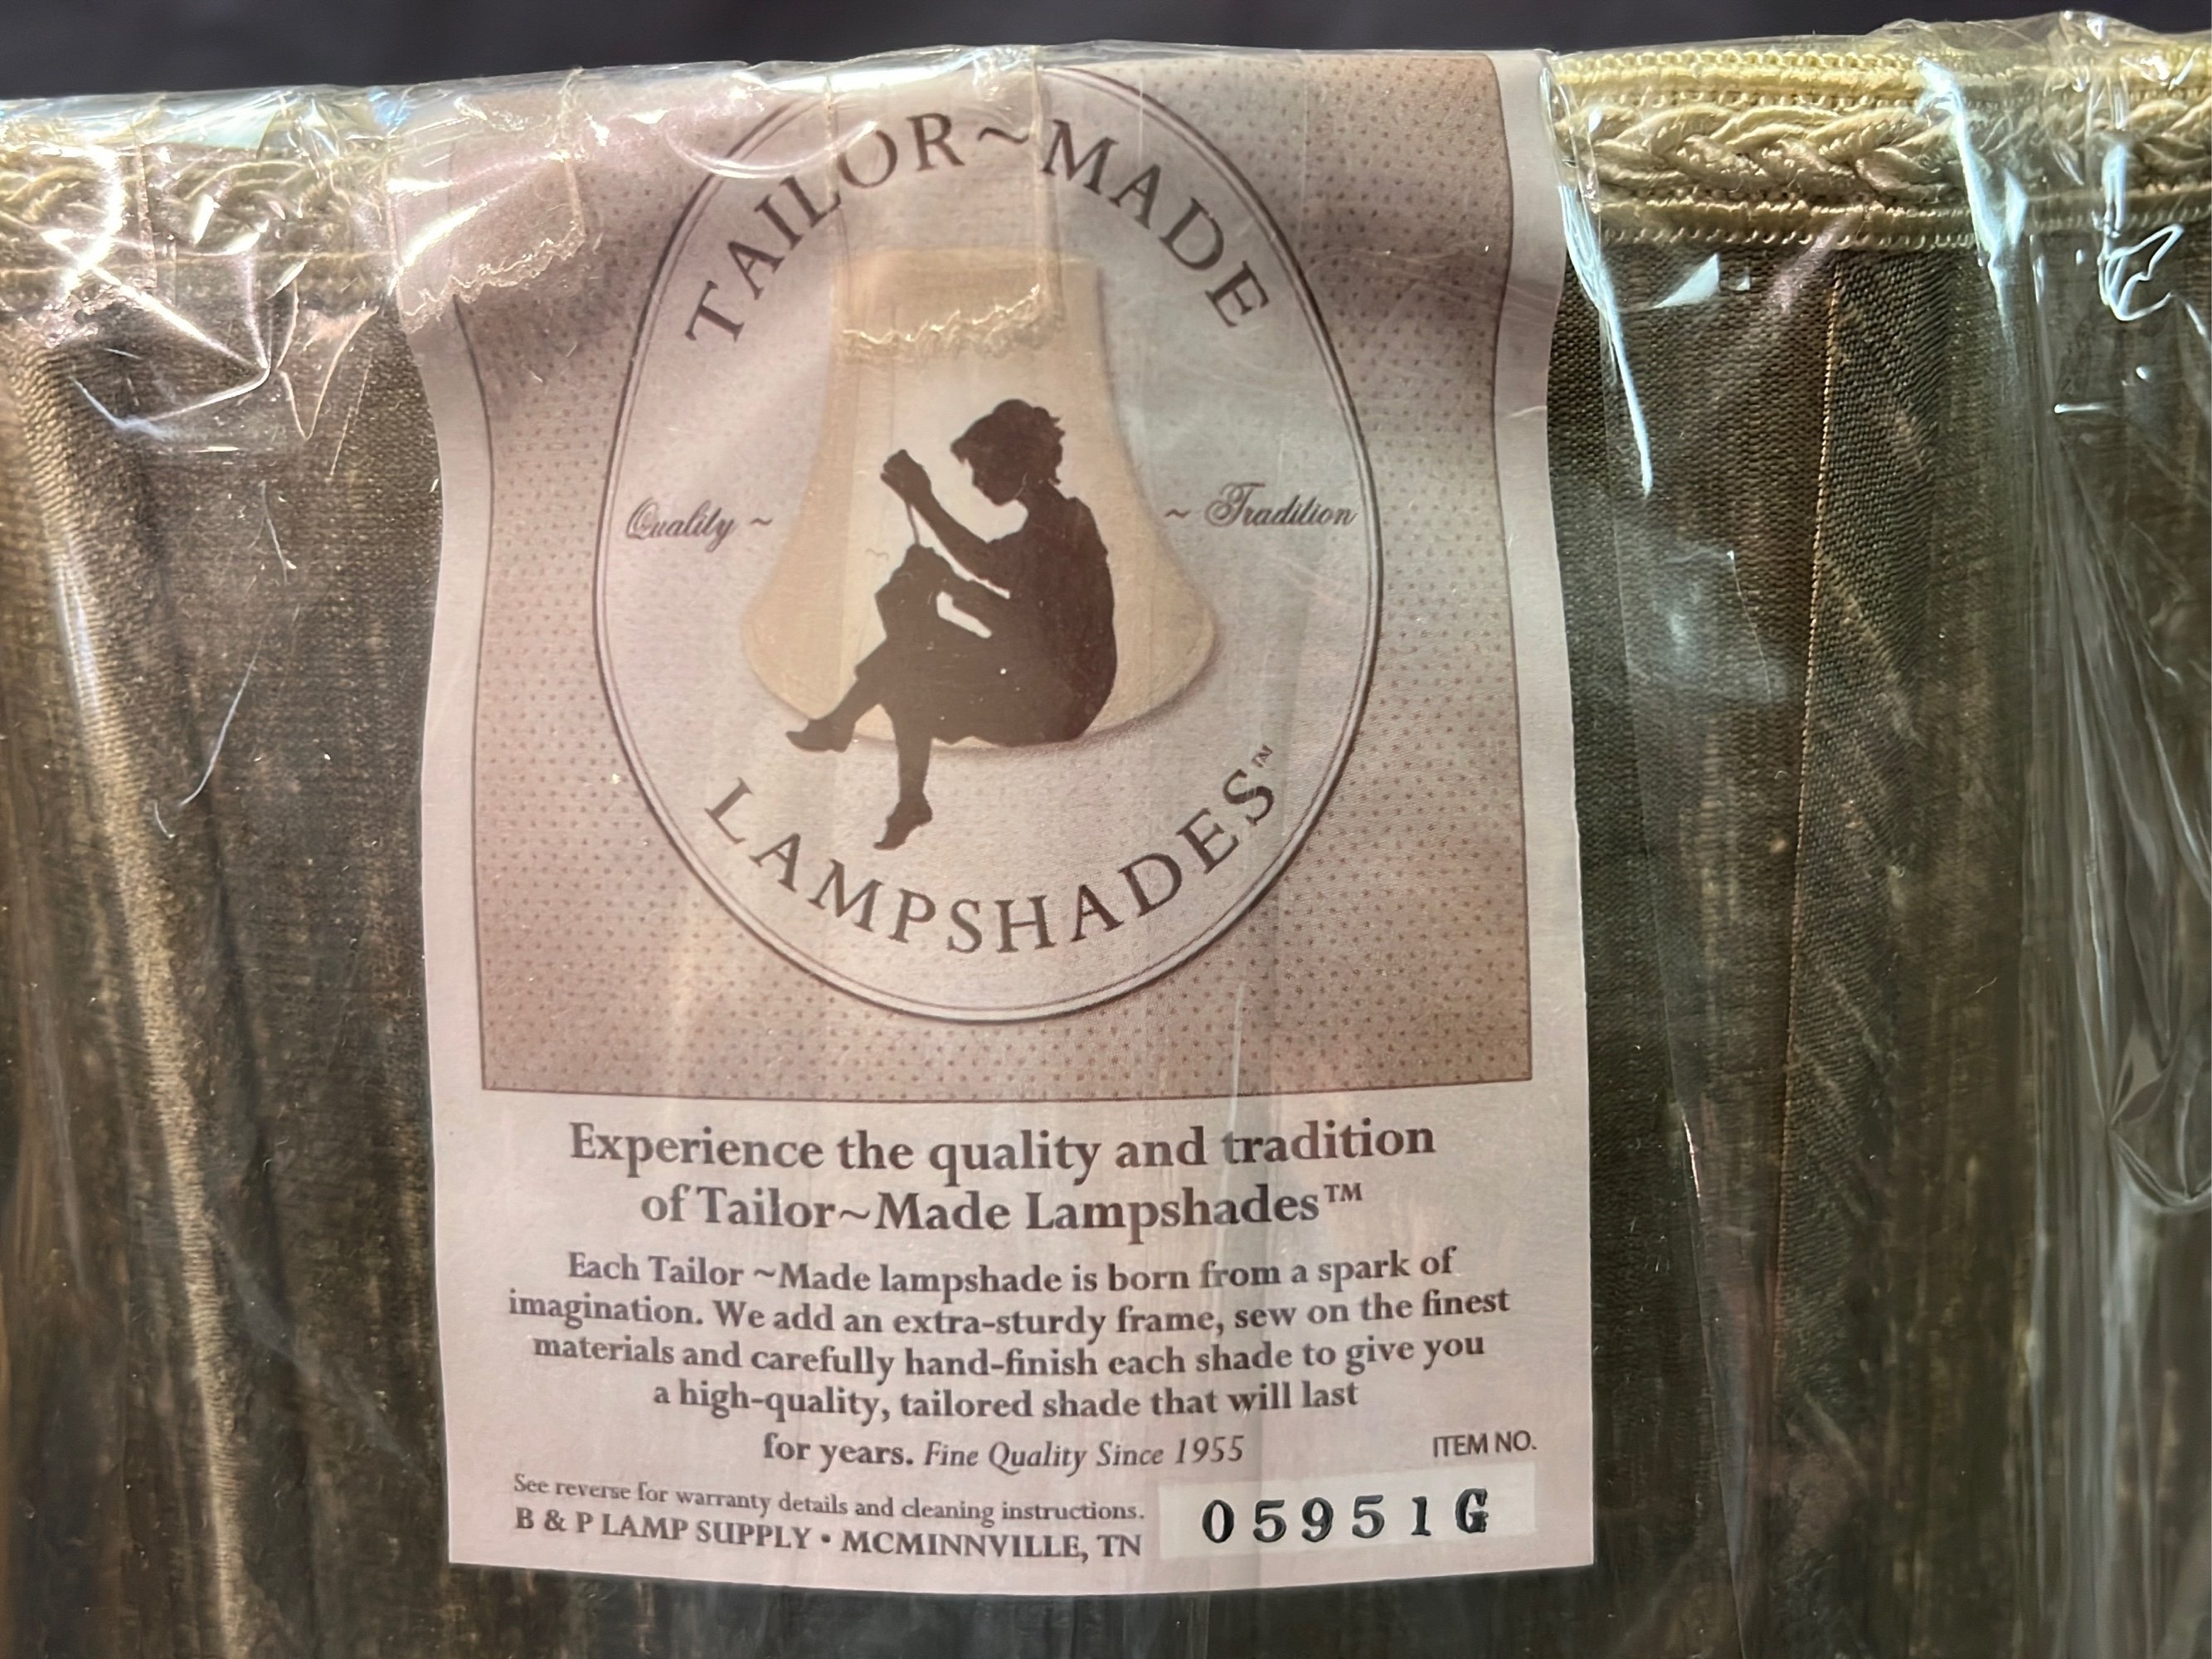 TAILOR~MADE
Quality ~
~ Tradition
LAMPSHADES™
Experience the quality and tradition
of Tailor~Made Lampshades™
Each Tailor ~Made lampshade is born from a spark of
imagination. We add an extra-sturdy frame, sew on the finest
materials and carefully hand-finish each shade to give you
a high-quality, tailored shade that will last
for years. Fine Quality Since 1955
ITEM NO.
See reverse for warranty details and cleaning instructions.
B & P LAMP SUPPLY • MCMINNVILLE, TN
05951G